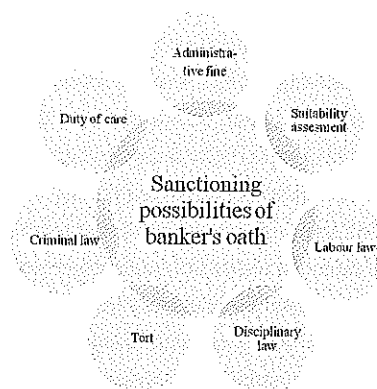 Administra-
tive fine
Suitability
assesment
Labour law
Disciplinary
law
Tort
Criminal law
Duty of care
Sanctioning
possibilities of
banker's oath